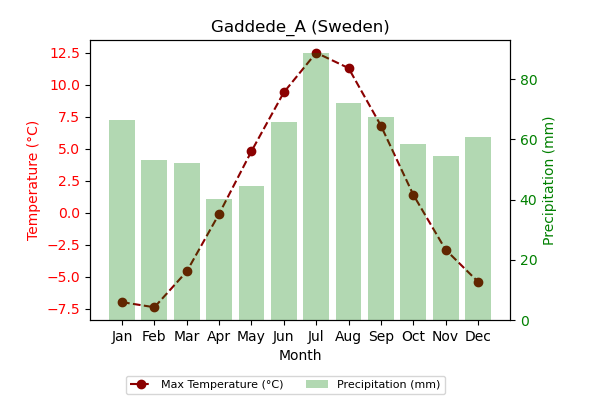 Gaddede_A (Sweden)
12.5
10.0
7.5
5.0
2.5
0.0
−2.5
−5.0
−7.5
Temperature (°C)
80
60
40
20
0
Precipitation (mm)
Jan Feb Mar Apr May Jun Jul Aug Sep Oct Nov Dec
Month
Max Temperature (°C) Precipitation (mm)